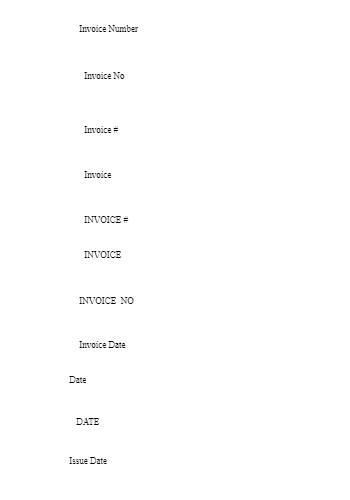 Invoice Number
Invoice No
Invoice #
Invoice
INVOICE #
INVOICE
INVOICE  NO
Invoice Date
Date
DATE
Issue Date